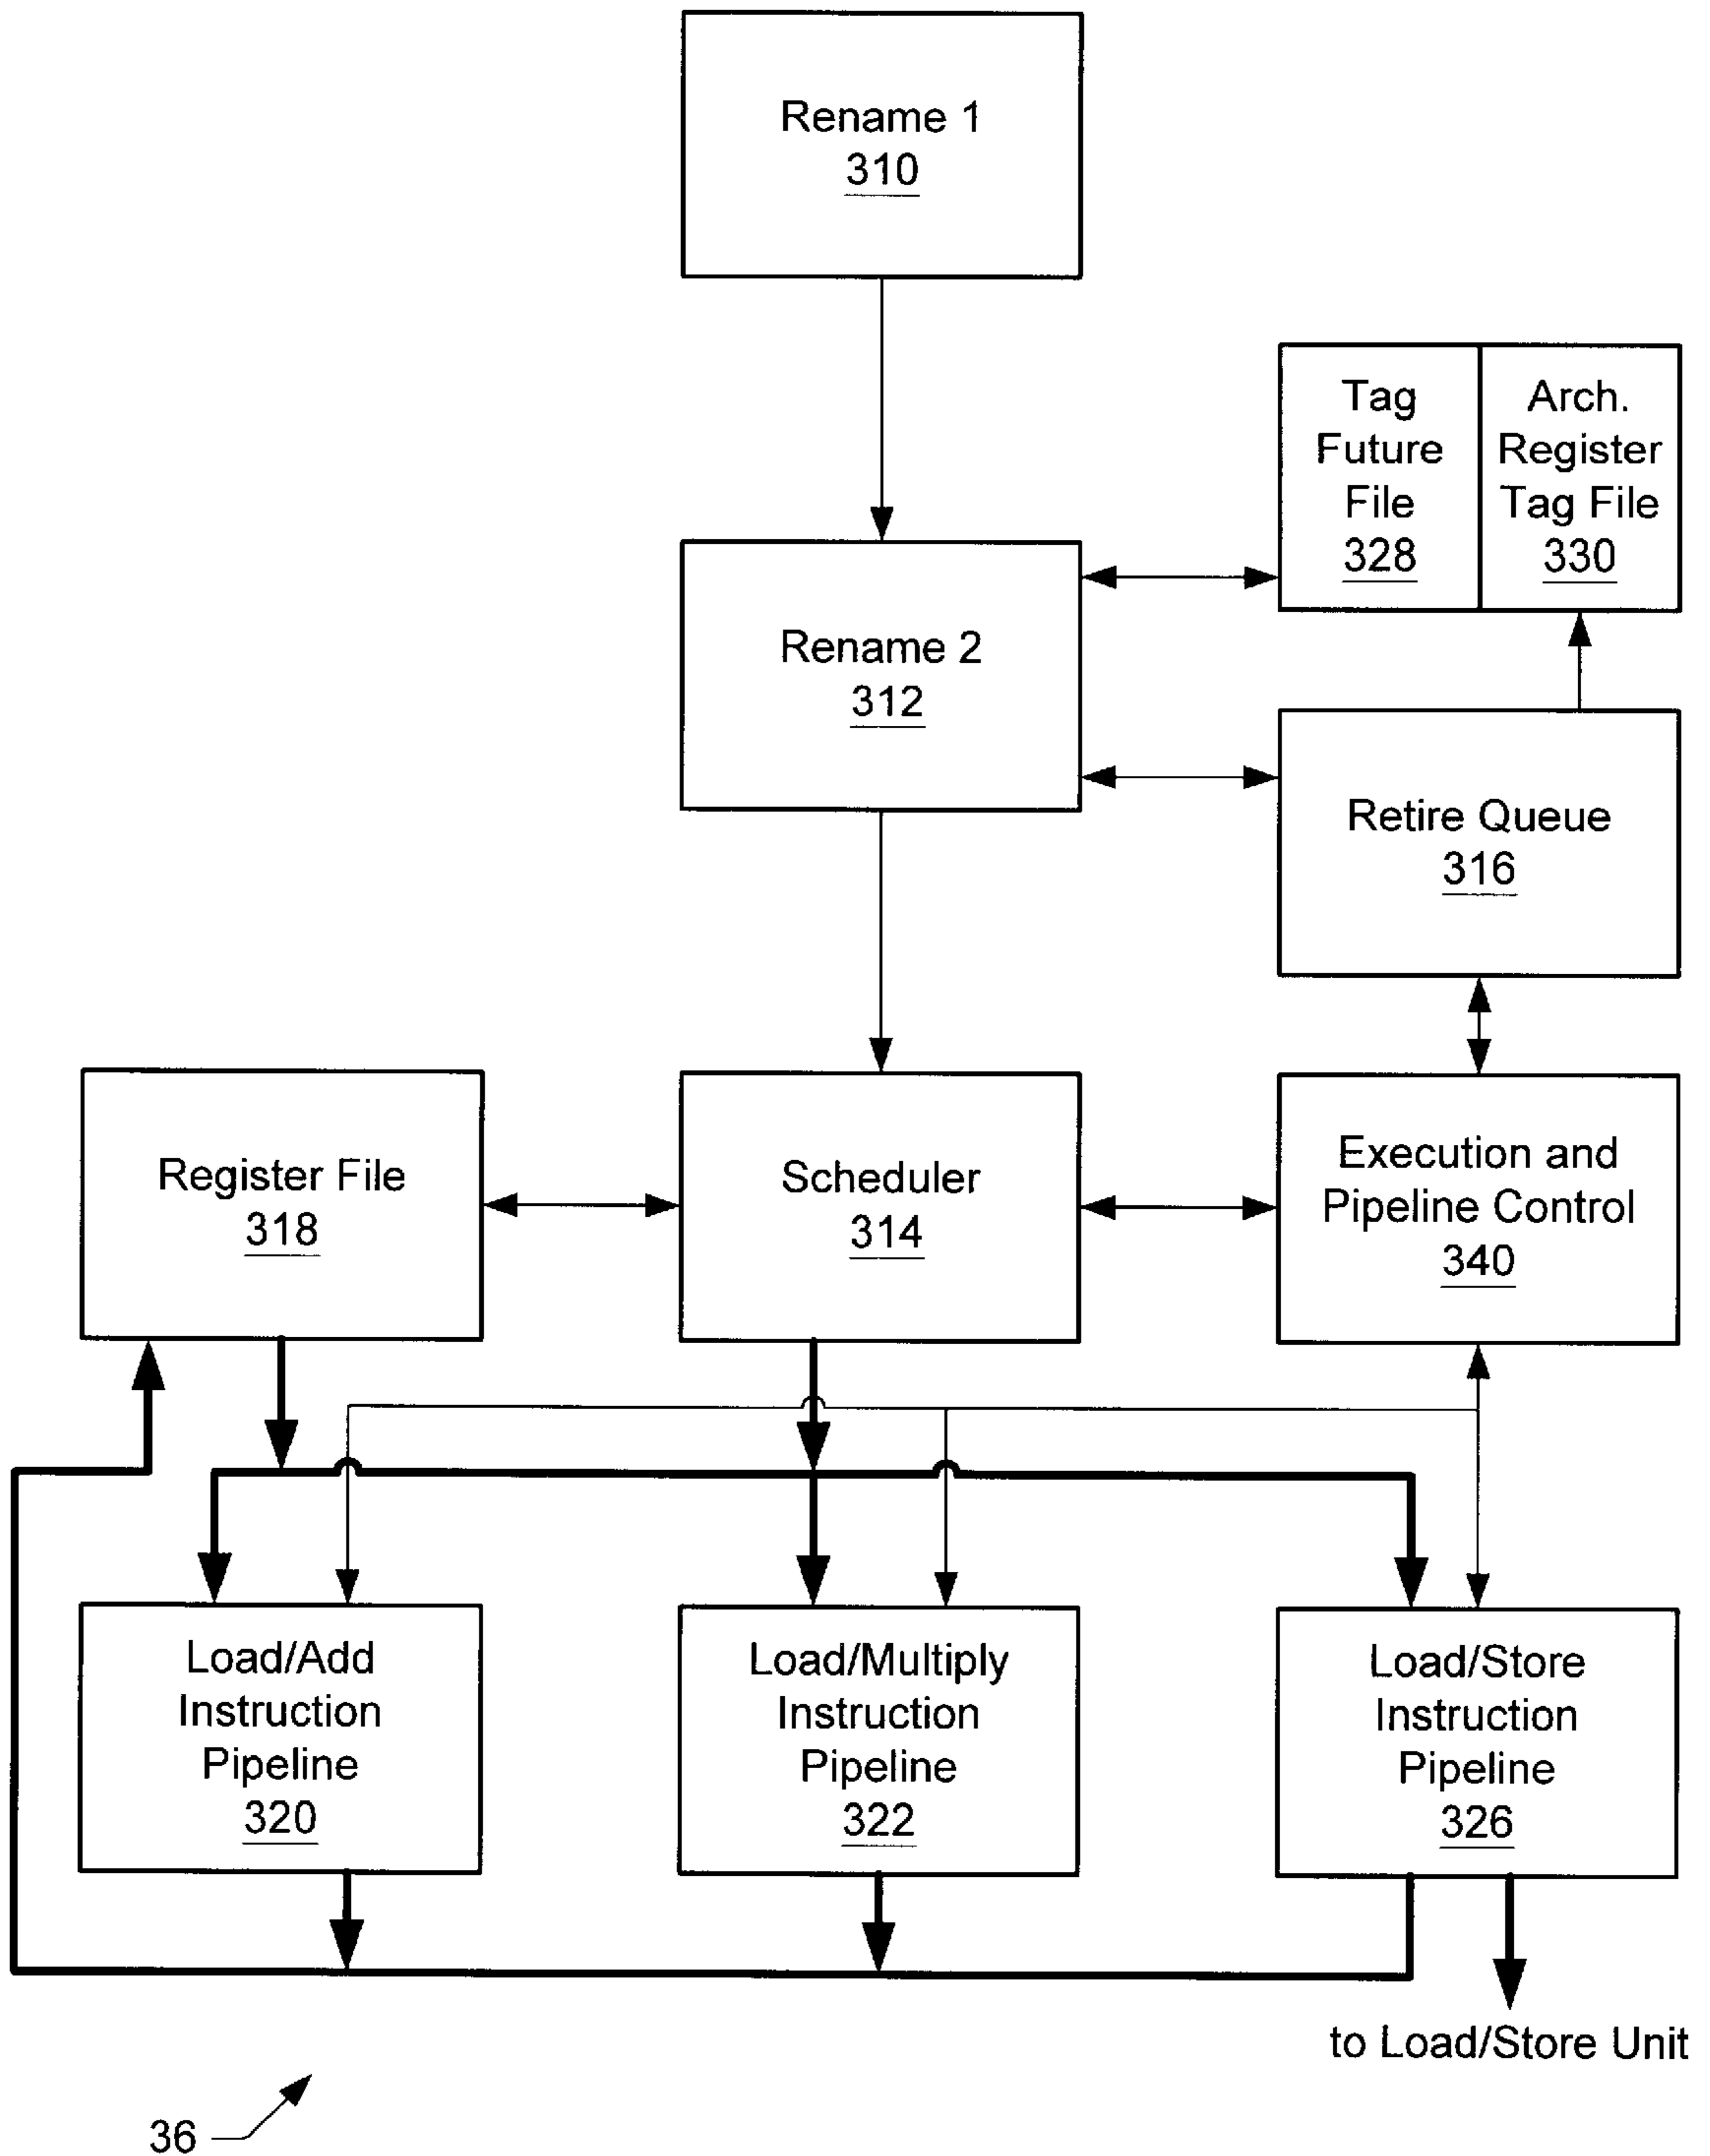 Rename 1
310
Tag
Future
File
328
Arch.
Register
Tag File
330
Rename 2
312
Retire Queue
316
Register File
318
Scheduler
314
Execution and
Pipeline Control
340
Load/Add
Instruction
Pipeline
320
Load/Multiply
Instruction
Pipeline
322
Load/Store
Instruction
Pipeline
326
to Load/Store Unit
36